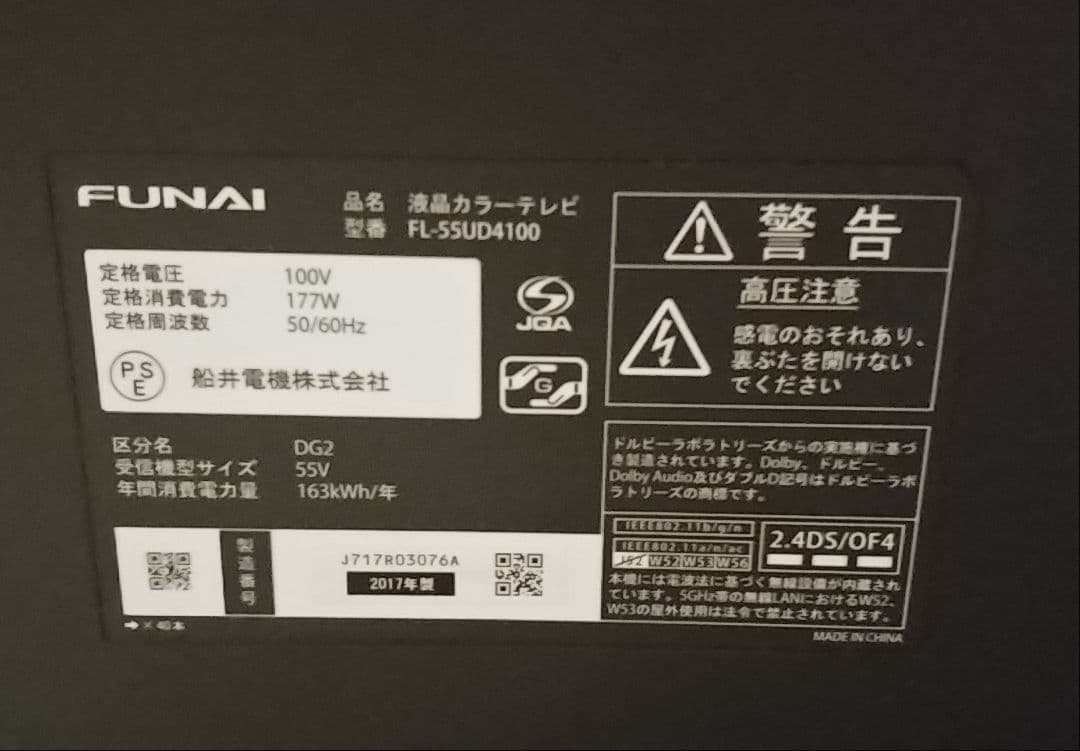 FUNAI
品名 液晶カラーテレビ
型番 FL-55UD4100
定格電圧 100V
定格消費電力 177W
定格周波数 50/60Hz
PSE 船井電機株式会社
JQA
G
区分名 DG2
受信機型サイズ 55V
年間消費電力量 163kWh/年
製造番号
J717R03076A
2017年製
➔×40本
警告
高圧注意
感電のおそれあり、
裏ぶたを開けない
でください
ドルビーラボラトリーズからの実施権に基づ
き製造されています。Dolby、ドルビー、
Dolby Audio及びダブルD記号はドルビーラボ
ラトリーズの商標です。
IEEE802.11b/g/n
IEEE802.11a/n/ac
J52 W52 W53 W56
2.4DS/OF4
本機には電波法に基づく無線設備が内蔵され
ています。5GHz帯の無線LANにおけるW52、
W53の屋外使用は法令で禁止されています。
MADE IN CHINA